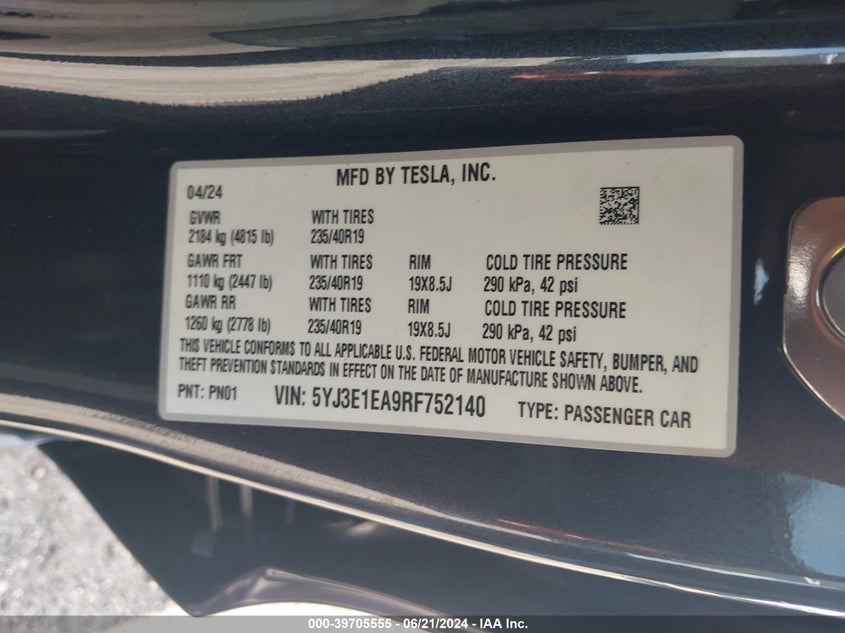 MFD BY TESLA, INC.
04/24
GVWR WITH TIRES
2184 kg (4815 lb) 235/40R19
GAWR FRT WITH TIRES RIM COLD TIRE PRESSURE
1110 kg (2447 lb) 235/40R19 19X8.5J 290 kPa, 42 psi
GAWR RR WITH TIRES RIM COLD TIRE PRESSURE
1260 kg (2778 lb) 235/40R19 19X8.5J 290 kPa, 42 psi
THIS VEHICLE CONFORMS TO ALL APPLICABLE U.S. FEDERAL MOTOR VEHICLE SAFETY, BUMPER, AND
THEFT PREVENTION STANDARDS IN EFFECT ON THE DATE OF MANUFACTURE SHOWN ABOVE.
PNT: PN01 VIN: 5YJ3E1EA9RF752140 TYPE: PASSENGER CAR
000-39705555 - 06/21/2024 - IAAI.com